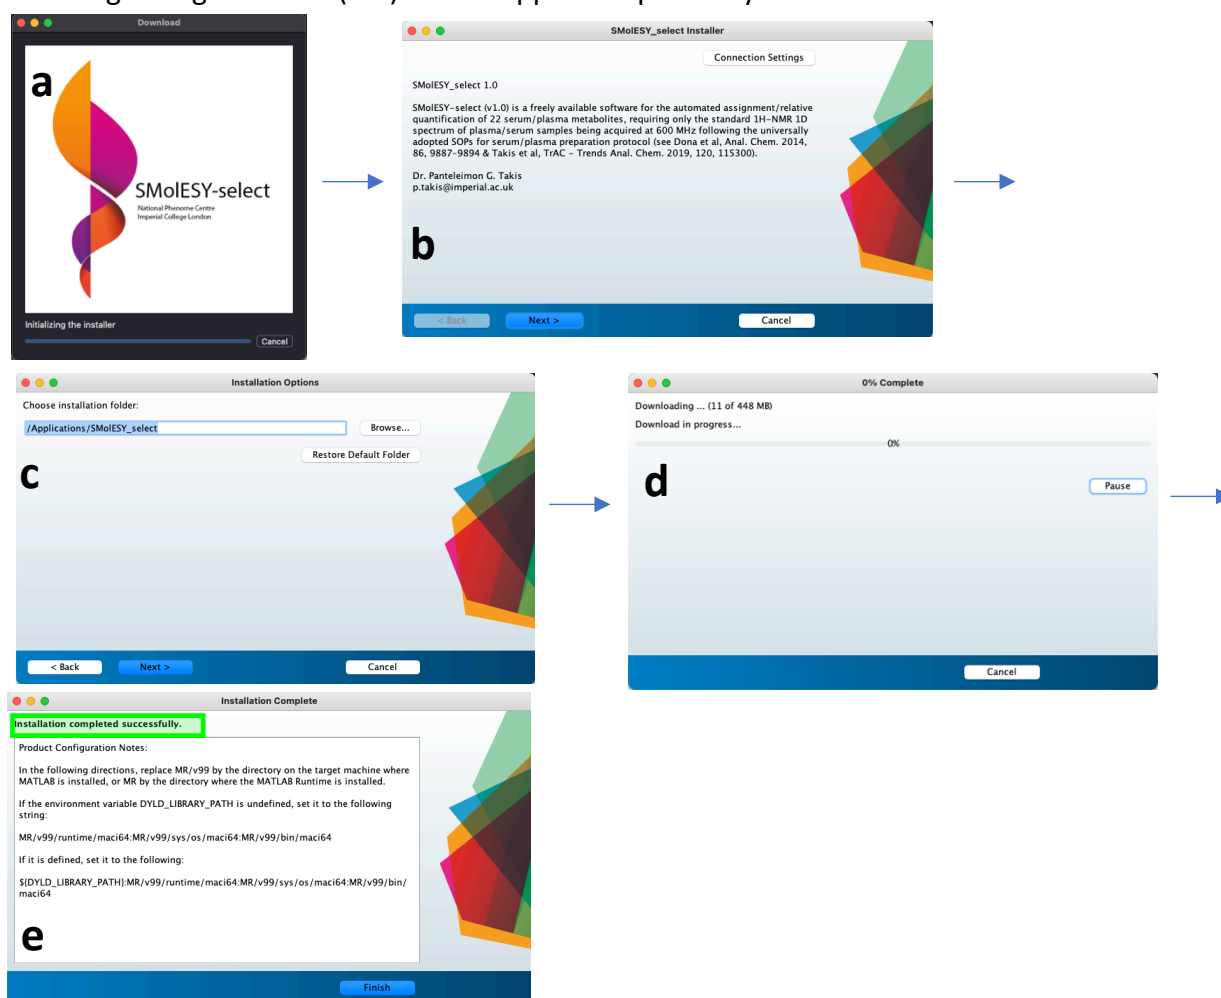 Download
a
SMolESY-select
National Phenome Centre
Imperial College London
Initializing the installer
Cancel
SMolESY_select Installer
Connection Settings
SMolESY_select 1.0
SMolESY-select (v1.0) is a freely available software for the automated assignment/relative
quantification of 22 serum/plasma metabolites, requiring only the standard 1H-NMR 1D
spectrum of plasma/serum samples being acquired at 600 MHz following the universally
adopted SOPs for serum/plasma preparation protocol (see Dona et al, Anal. Chem. 2014,
86, 9887-9894 & Takis et al, TrAC - Trends Anal. Chem. 2019, 120, 115300).
Dr. Panteleimon G. Takis
p.takis@imperial.ac.uk
b
< Back
Next >
Cancel
Installation Options
Choose installation folder:
/Applications/SMolESY_select
Browse...
Restore Default Folder
c
< Back
Next >
Cancel
0% Complete
Downloading ... (11 of 448 MB)
Download in progress...
0%
d
Pause
Cancel
Installation Complete
Installation completed successfully.
Product Configuration Notes:
In the following directions, replace MR/v99 by the directory on the target machine where
MATLAB is installed, or MR by the directory where the MATLAB Runtime is installed.
If the environment variable DYLD_LIBRARY_PATH is undefined, set it to the following
string:
MR/v99/runtime/maci64:MR/v99/sys/os/maci64:MR/v99/bin/maci64
If it is defined, set it to the following:
${DYLD_LIBRARY_PATH}:MR/v99/runtime/maci64:MR/v99/sys/os/maci64:MR/v99/bin/
maci64
e
Finish